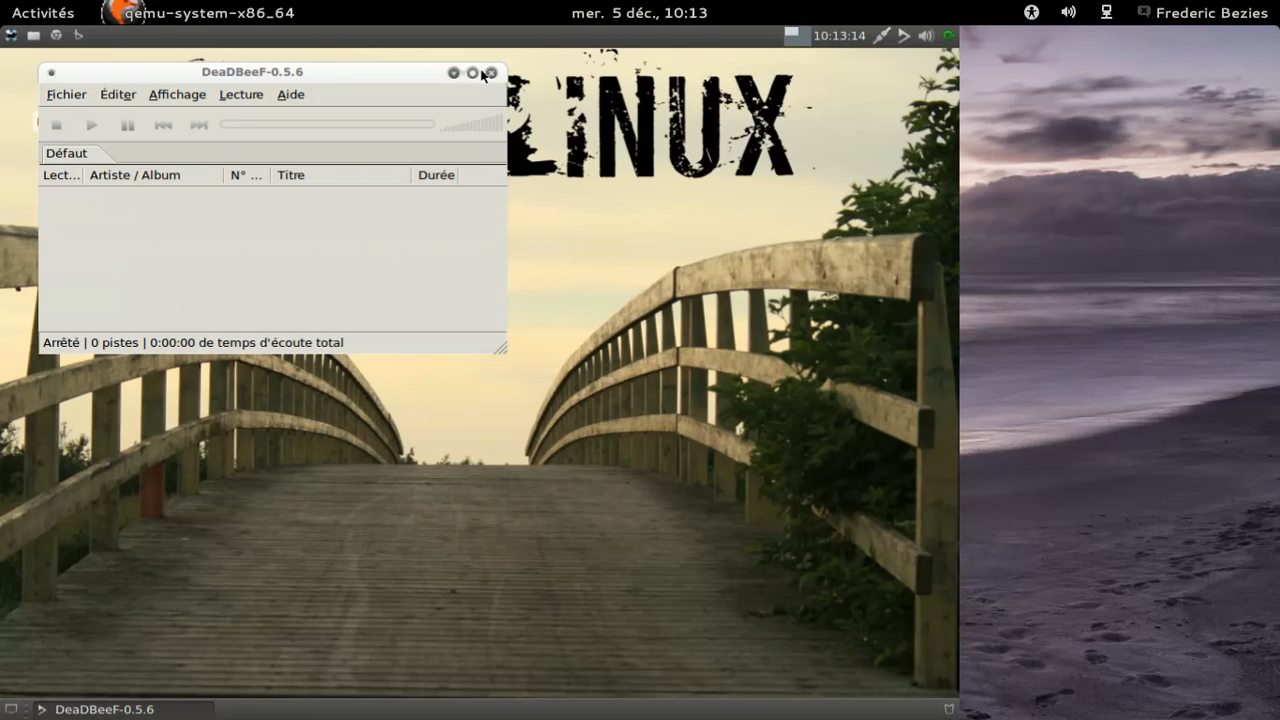 Activités
qemu-system-x86_64
mer. 5 déc., 10:13
Frederic Bezies
10:13:14
DeaDBeeF-0.5.6
LINUX
Fichier Éditer Affichage Lecture Aide
Défaut
Lect... Artiste / Album N° ... Titre Durée
Arrêté | 0 pistes | 0:00:00 de temps d'écoute total
DeaDBeeF-0.5.6